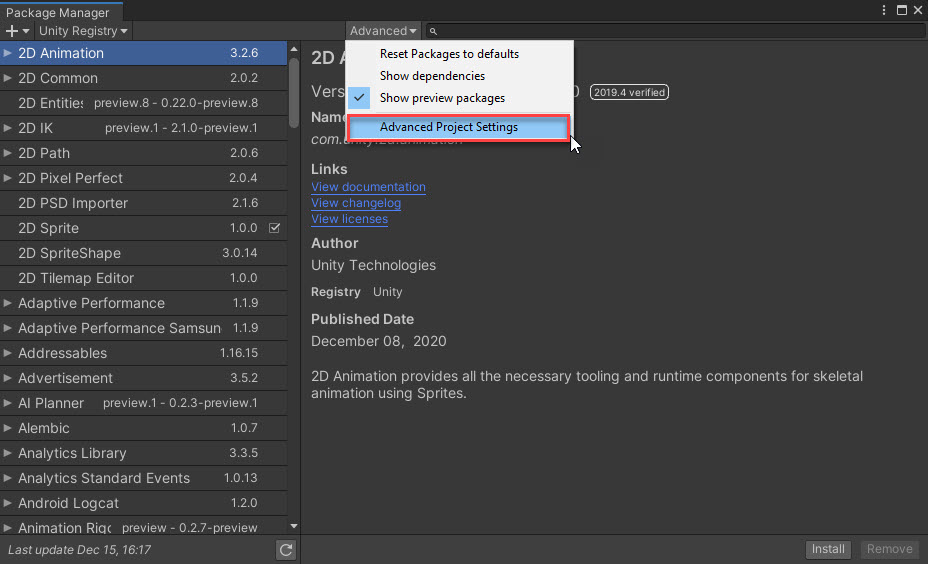 Package Manager
Unity Registry
Advanced
2D Animation 3.2.6
2D Common 2.0.2
2D Entities preview.8 - 0.22.0-preview.8
2D IK preview.1 - 2.1.0-preview.1
2D Path 2.0.6
2D Pixel Perfect 2.0.4
2D PSD Importer 2.1.6
2D Sprite 1.0.0
2D SpriteShape 3.0.14
2D Tilemap Editor 1.0.0
Adaptive Performance 1.1.9
Adaptive Performance Samsun 1.1.9
Addressables 1.16.15
Advertisement 3.5.2
AI Planner preview.1 - 0.2.3-preview.1
Alembic 1.0.7
Analytics Library 3.3.5
Analytics Standard Events 1.0.13
Android Logcat 1.2.0
Animation preview - 0.2.7-preview
Last update Dec 15, 16:17
Reset Packages to defaults
Show dependencies
Show preview packages
Advanced Project Settings
2D
2019.4 verified
Links
View documentation
View changelog
View licenses
Author
Unity Technologies
Registry Unity
Published Date
December 08, 2020
2D Animation provides all the necessary tooling and runtime components for skeletal
animation using Sprites.
Install
Remove